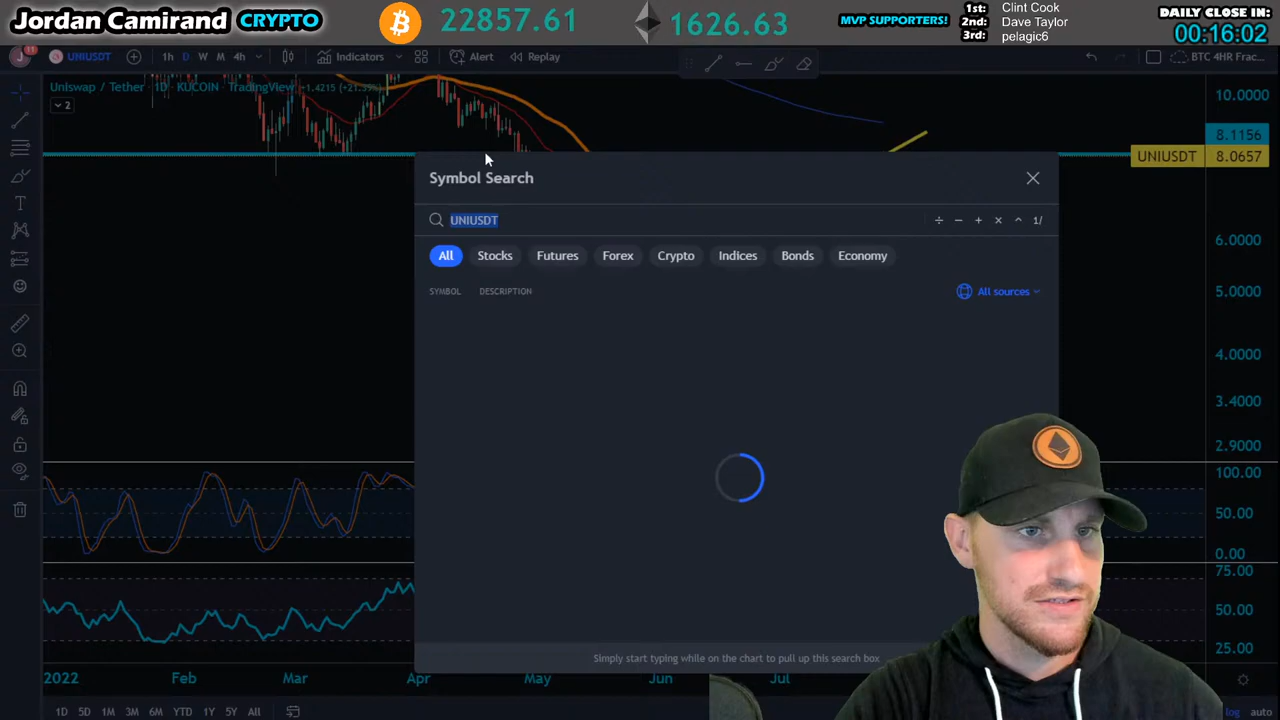 Jordan Camirand CRYPTO
22857.61
1626.63
MVP SUPPORTERS!
1st: Clint Cook
2nd: Dave Taylor
3rd: pelagic6
DAILY CLOSE IN:
00:16:02
J 11 UNIUSDT
1h D W M 4h
Indicators
Alert
Replay
BTC 4HR Frac...
Uniswap / Tether · 1D · KUCOIN · TradingView
2
10.0000
8.1156
UNIUSDT 8.0657
6.0000
5.0000
4.0000
3.4000
2.9000
100.00
50.00
0.00
75.00
50.00
25.00
Symbol Search
UNIUSDT
÷ − + × ^ 1/
All Stocks Futures Forex Crypto Indices Bonds Economy
SYMBOL DESCRIPTION
All sources
Simply start typing while on the chart to pull up this search box
2022 Feb Mar Apr May Jun Jul
1D 5D 1M 3M 6M YTD 1Y 5Y All
log auto